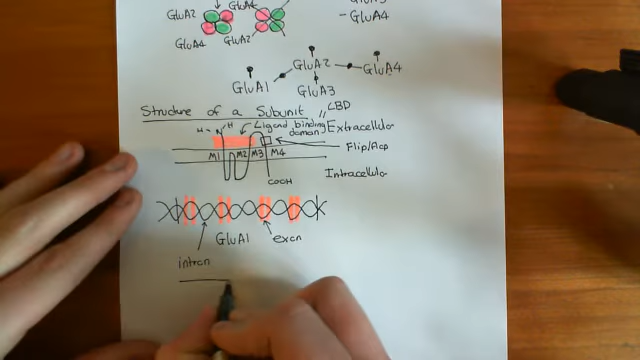 GluA4
GluA2
GluA4
GluA4
GluA2
GluA2
GluA4
GluA1
GluA3
Structure of a Subunit
LBD
H₂N
Ligand binding
domain
Extracellular
Flip/flop
M1 M2 M3 M4
Intracellular
COOH
GluA1 exon
intron